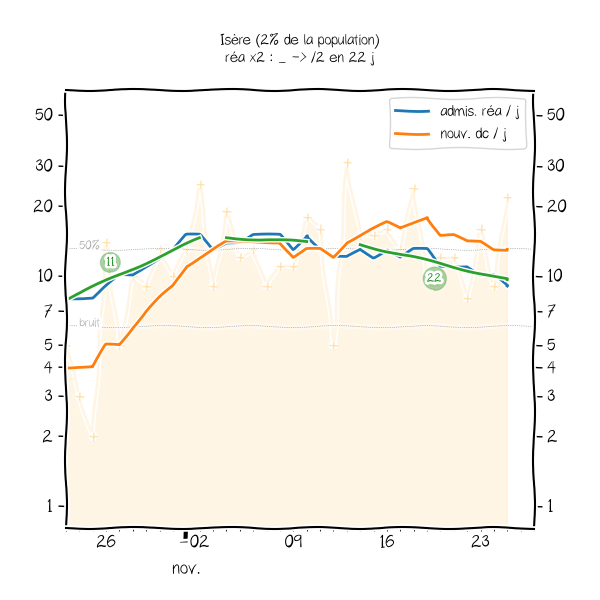 Isère (2% de la population)
réa x2 : _ -> /2 en 22 j
admis. réa / j
nouv. dc / j
50 50
30 30
20 20
50%
11
10 22 10
7 7
bruit
5 5
4 4
3 3
2 2
1 1
26 02 09 16 23
nov.